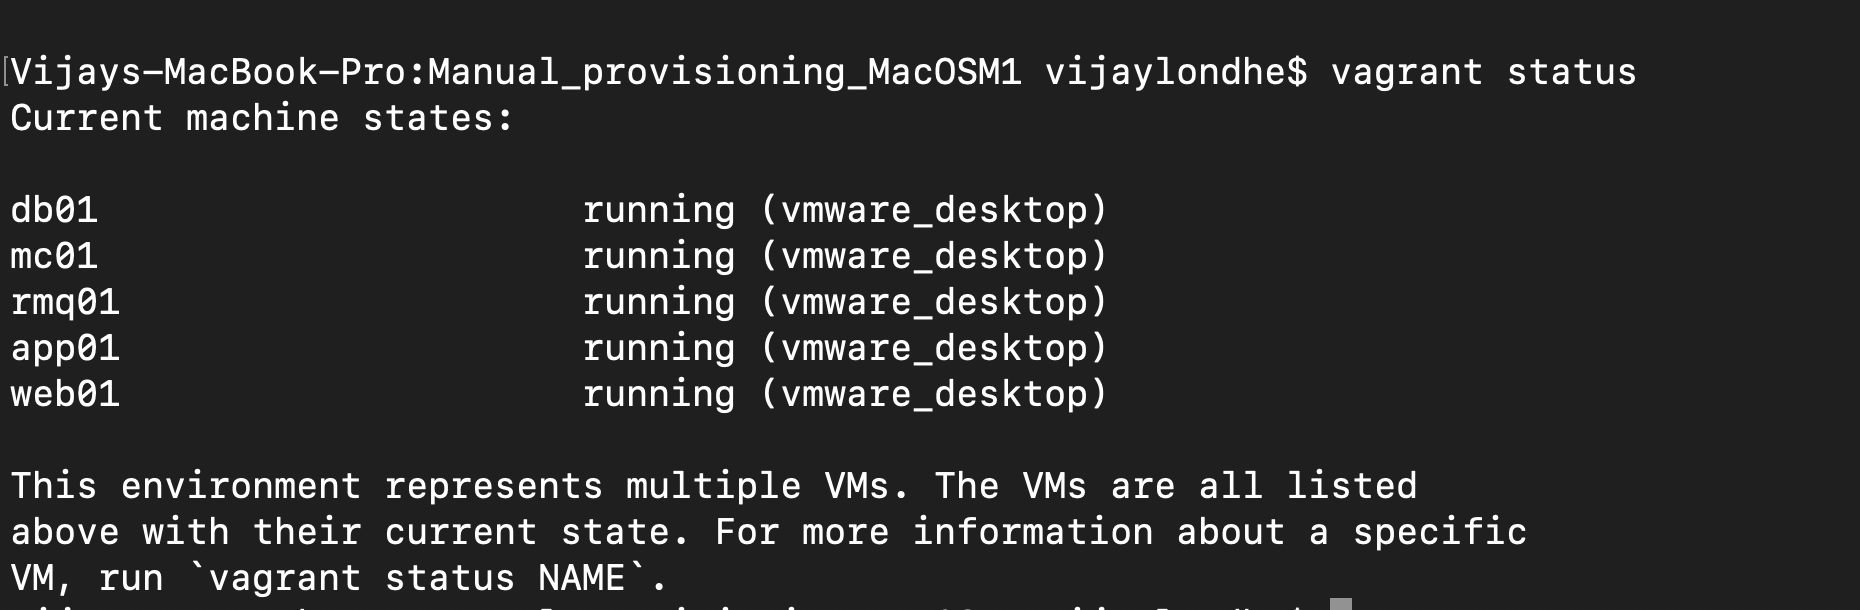 Vijays-MacBook-Pro:Manual_provisioning_MacOSM1 vijaylondhe$ vagrant status
Current machine states:
db01                      running (vmware_desktop)
mc01                      running (vmware_desktop)
rmq01                     running (vmware_desktop)
app01                     running (vmware_desktop)
web01                     running (vmware_desktop)
This environment represents multiple VMs. The VMs are all listed
above with their current state. For more information about a specific
VM, run `vagrant status NAME`.